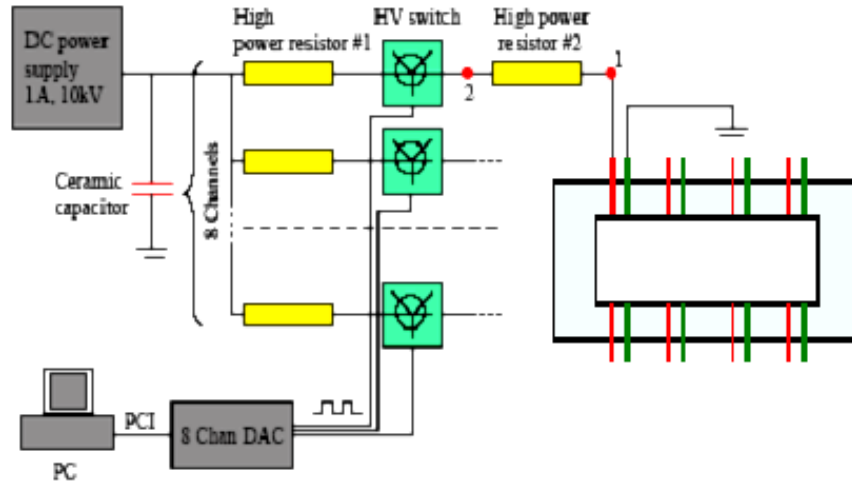 DC power
supply
1A, 10kV
High
power resistor #1
HV switch
High power
resistor #2
1
2
Ceramic
capacitor
8 Channels
PCI
8 Chan DAC
PC